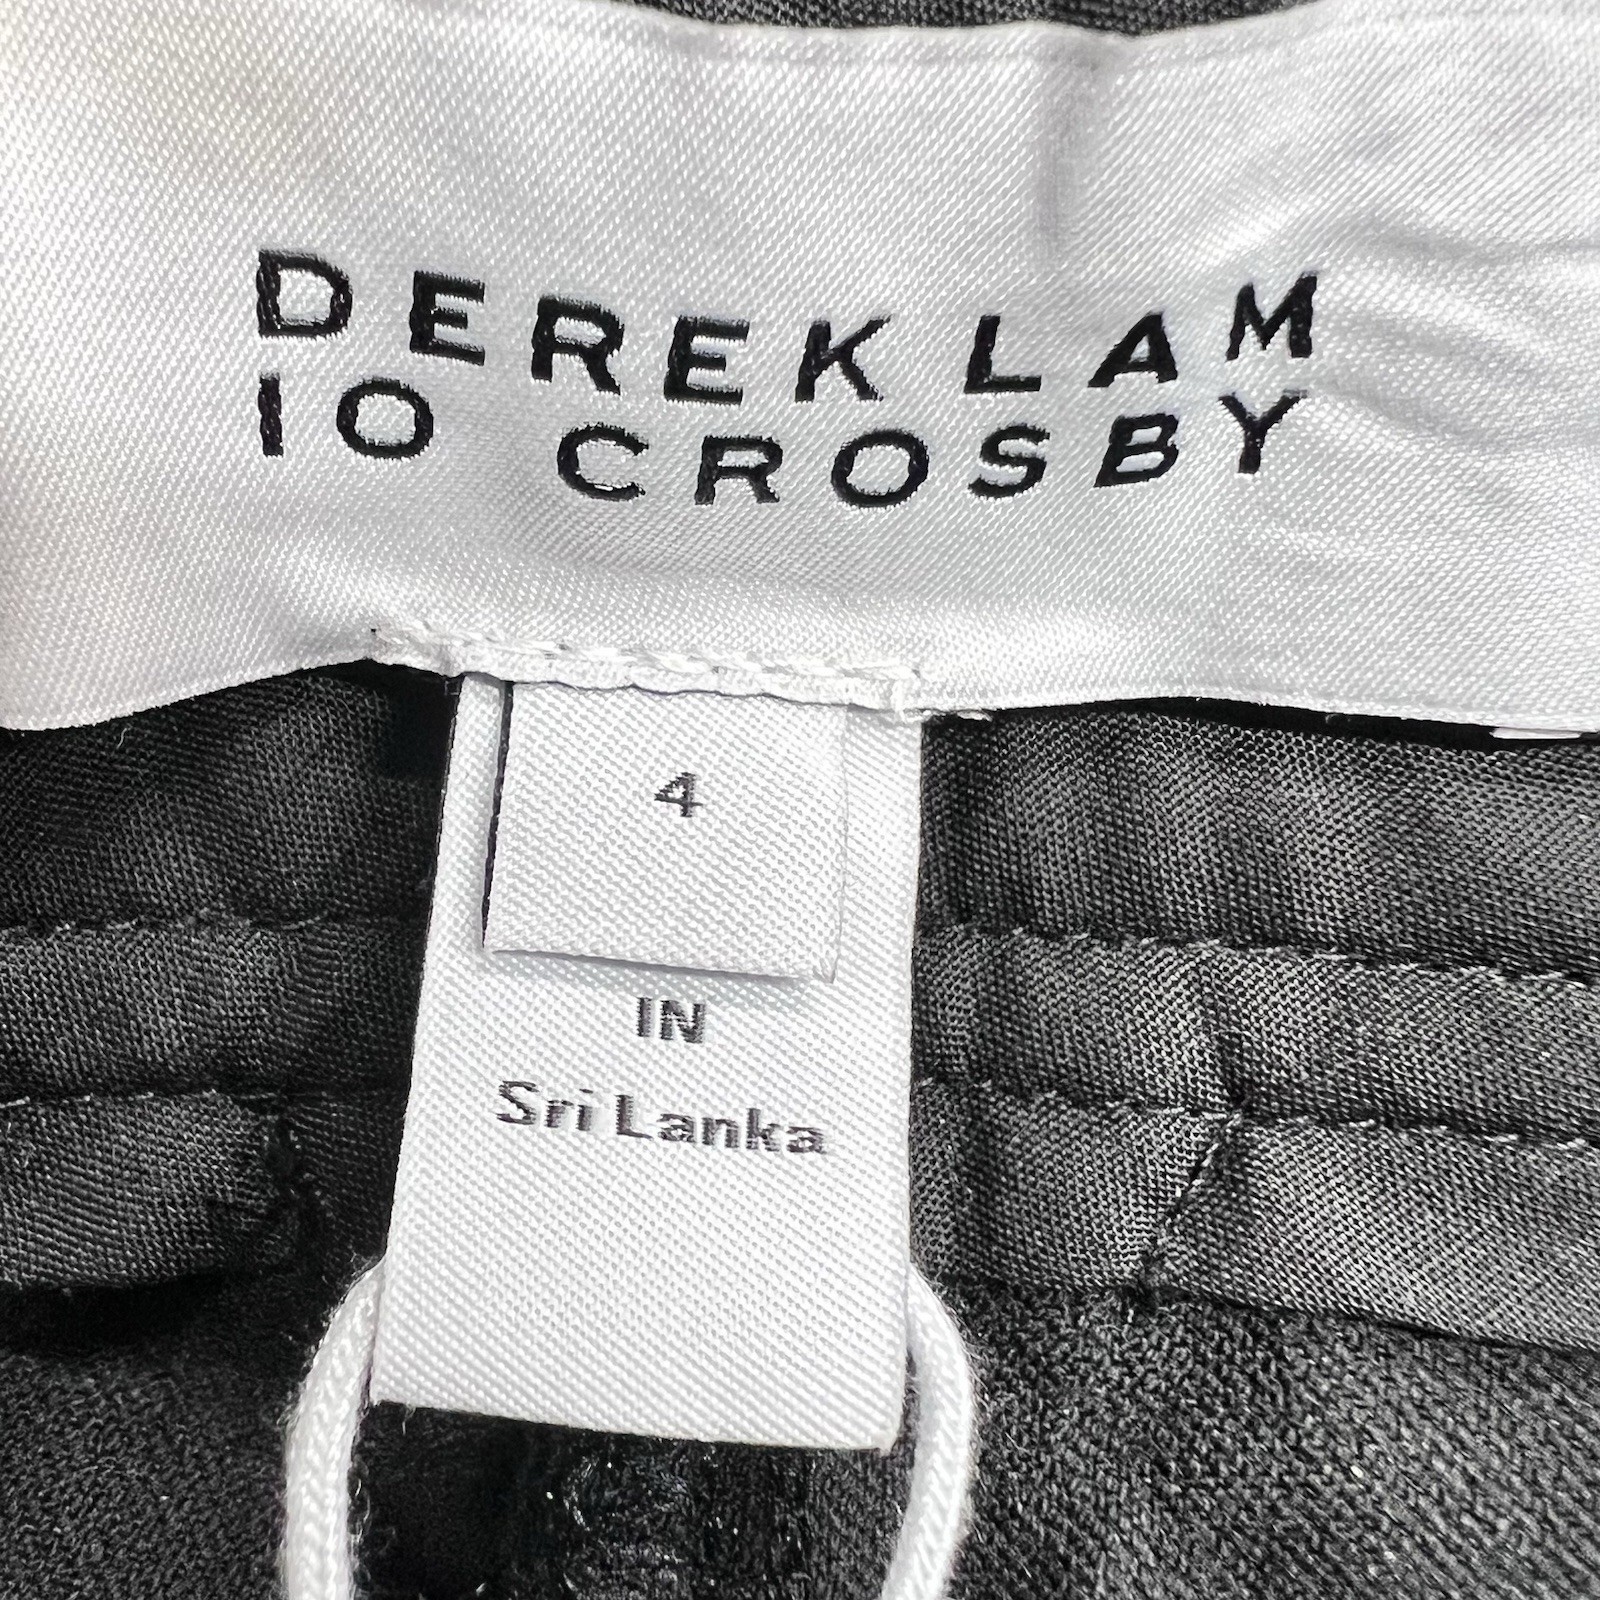 DEREK LAM
10 CROSBY
4
IN
Sri Lanka